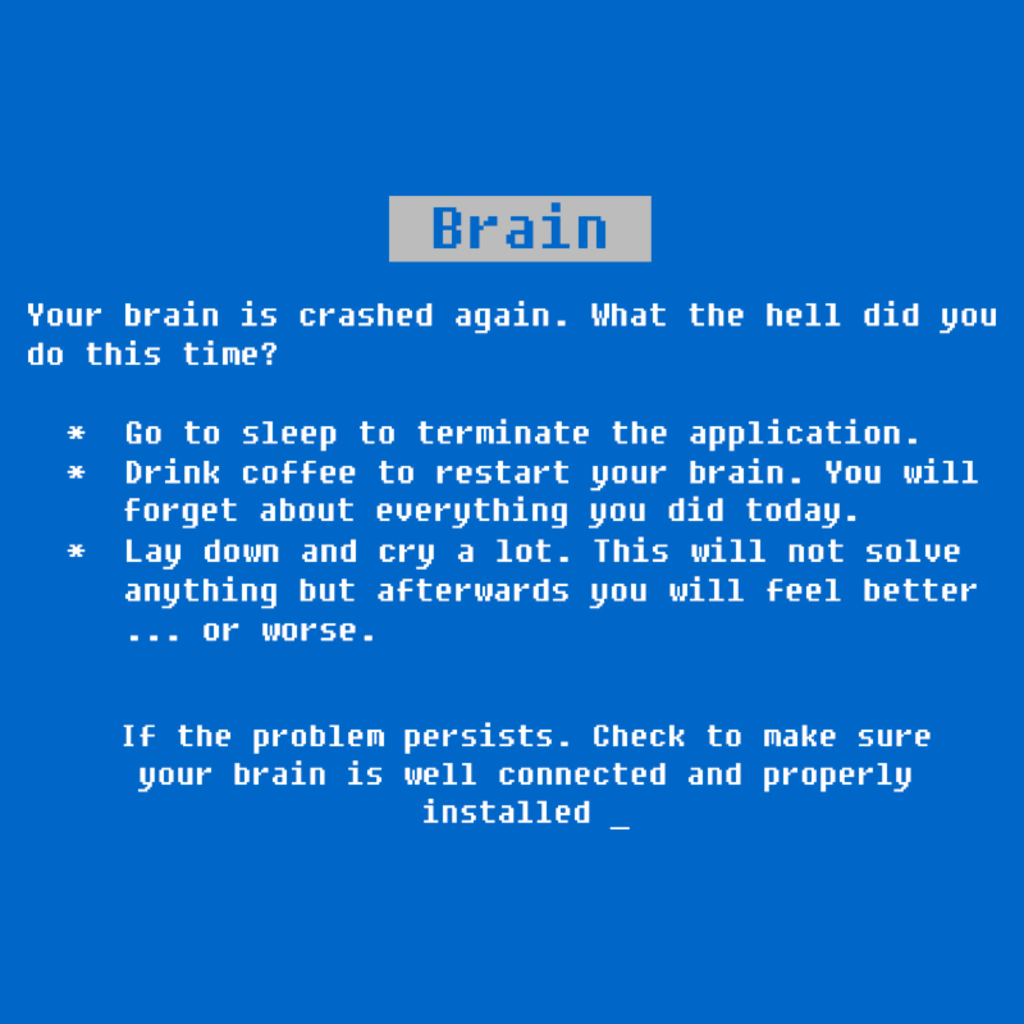 Brain
Your brain is crashed again. What the hell did you
do this time?
* Go to sleep to terminate the application.
* Drink coffee to restart your brain. You will
forget about everything you did today.
* Lay down and cry a lot. This will not solve
anything but afterwards you will feel better
... or worse.
If the problem persists. Check to make sure
your brain is well connected and properly
installed _